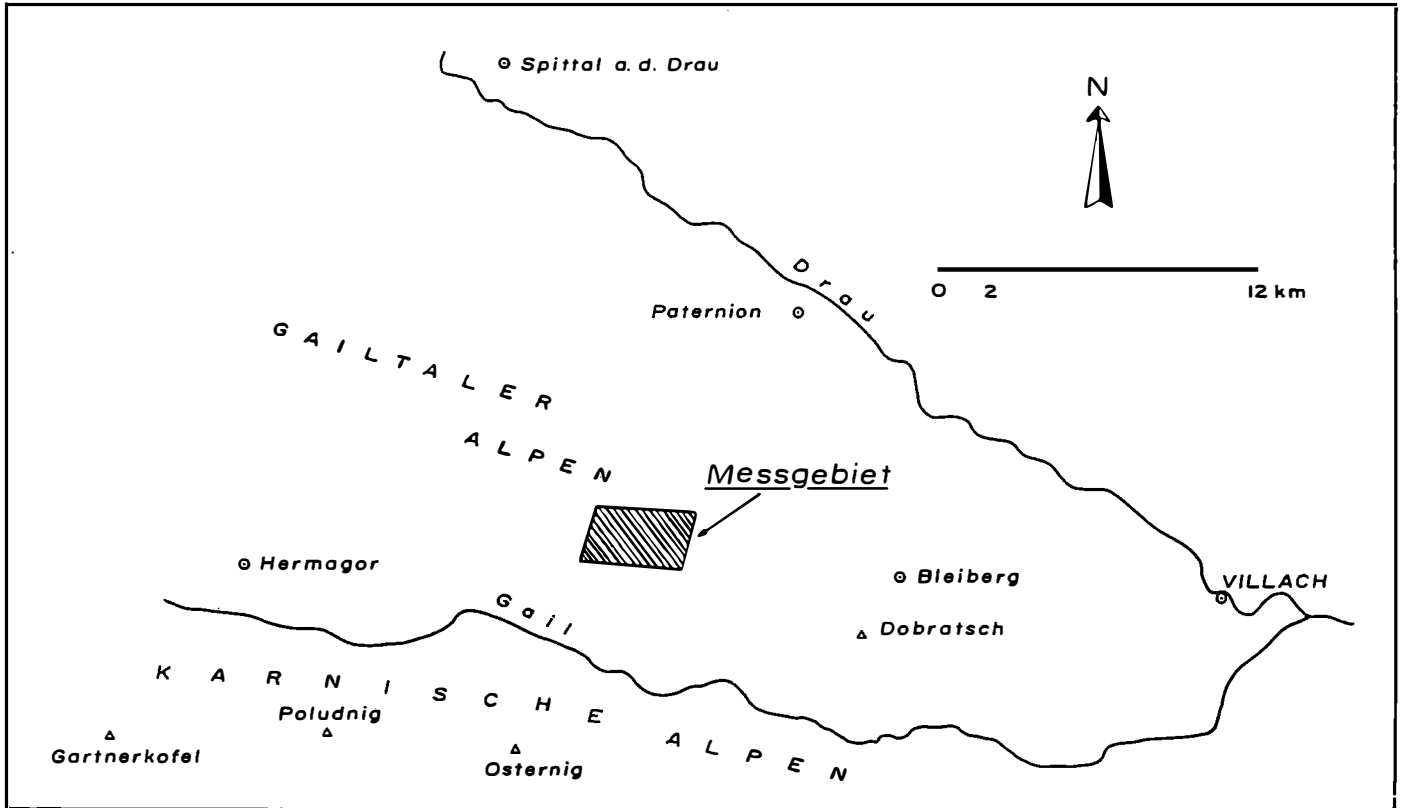 Spittal a. d. Drau
N
Drau
0 2 12 km
Paternion
GAILTALER
ALPEN
Messgebiet
Hermagor
Bleiberg
VILLACH
Gail
Dobratsch
KARNISCHE ALPEN
Poludnig
Gartnerkofel
Osternig